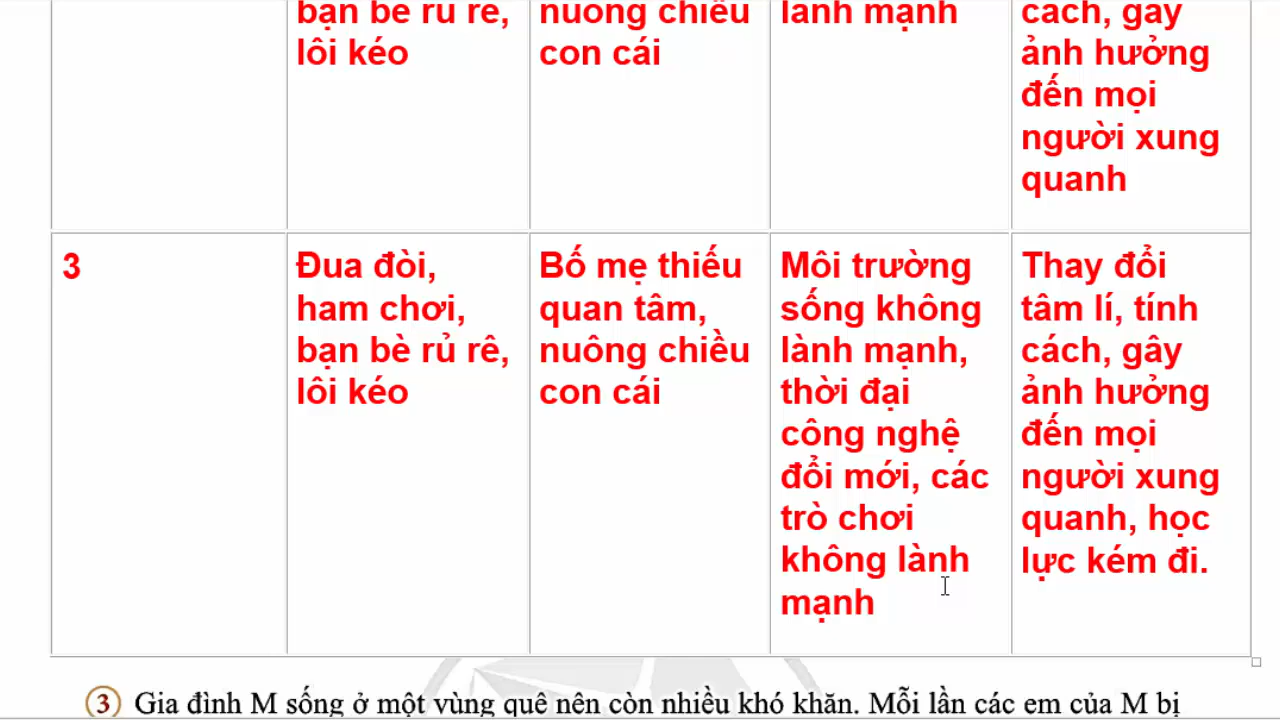 bạn bè rủ rê,
lôi kéo
nuông chiều
con cái
lành mạnh
cách, gây
ảnh hưởng
đến mọi
người xung
quanh
3
Đua đòi,
ham chơi,
bạn bè rủ rê,
lôi kéo
Bố mẹ thiếu
quan tâm,
nuông chiều
con cái
Môi trường
sống không
lành mạnh,
thời đại
công nghệ
đổi mới, các
trò chơi
không lành
mạnh
Thay đổi
tâm lí, tính
cách, gây
ảnh hưởng
đến mọi
người xung
quanh, học
lực kém đi.
3 Gia đình M sống ở một vùng quê nên còn nhiều khó khăn. Mỗi lần các em của M bị